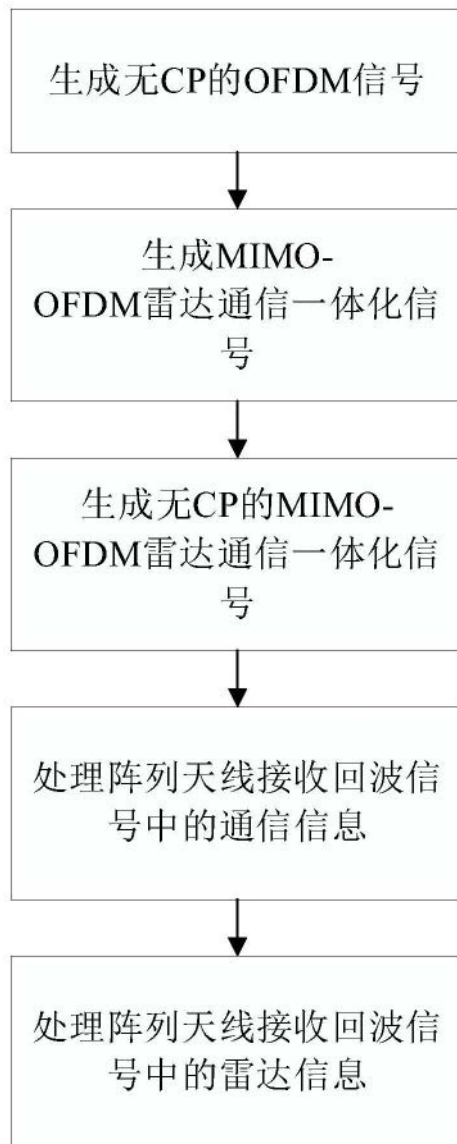 生成无CP的OFDM信号
生成MIMO-
OFDM雷达通信一体化信
号
生成无CP的MIMO-
OFDM雷达通信一体化信
号
处理阵列天线接收回波信
号中的通信信息
处理阵列天线接收回波信
号中的雷达信息